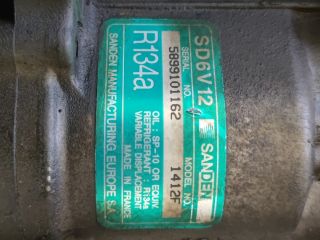 SD6V12 SANDEN
SERIAL NO. MODEL NO.
5899101162 1412F
R134a
OIL : SP-10 OR EQUIV.
REFRIGERANT : R134a
VARIABLE DISPLACEMENT
SANDEN MANUFACTURING EUROPE S.A.
MADE IN FRANCE